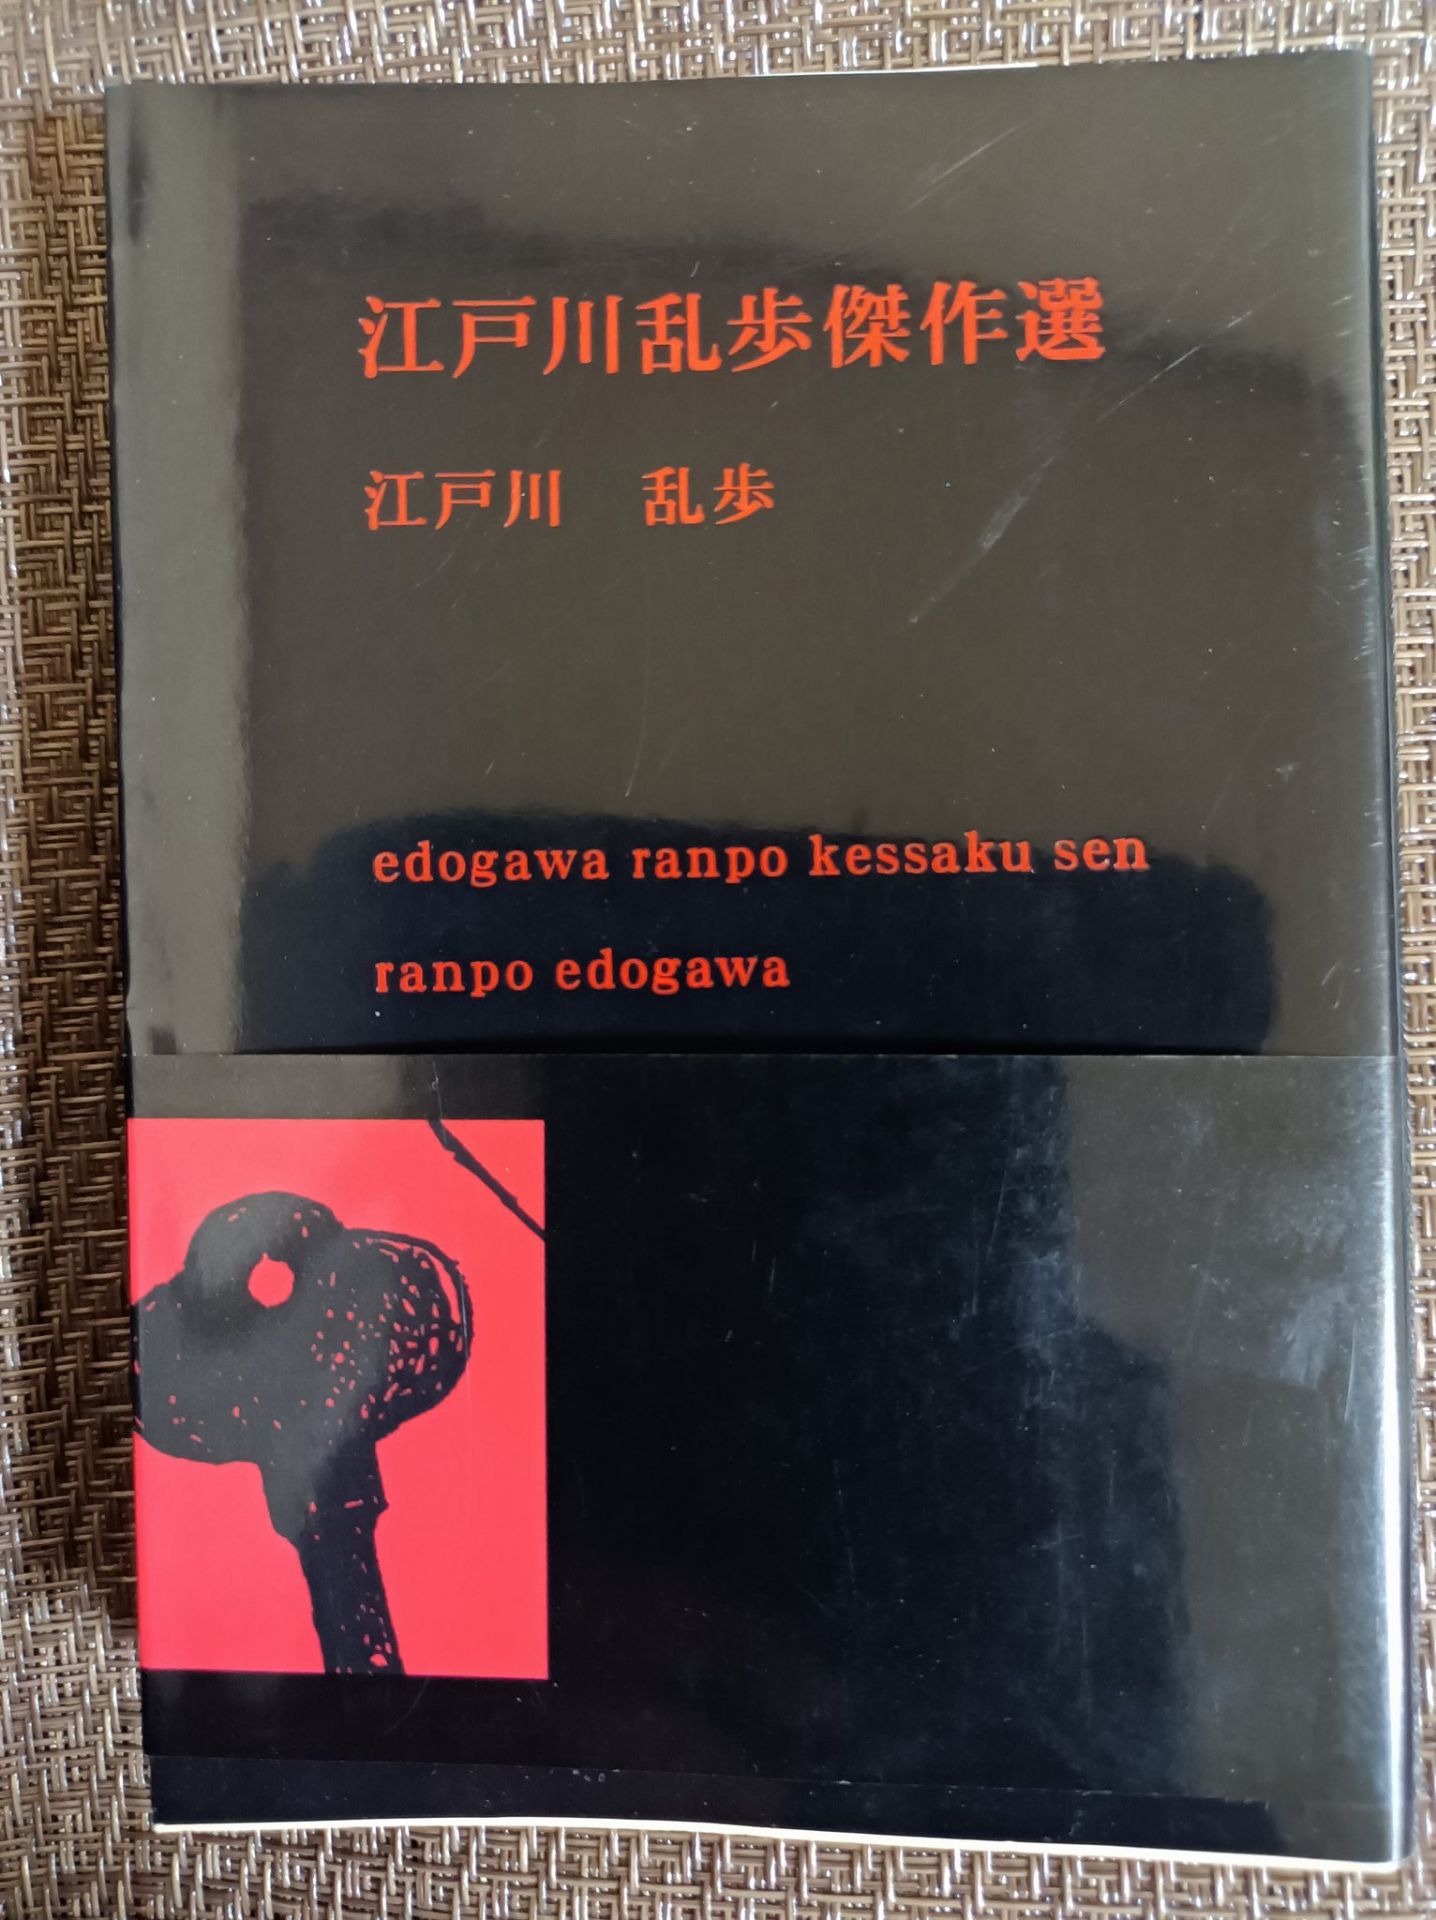 江戸川乱歩傑作選
江戸川　乱歩
edogawa ranpo kessaku sen
ranpo edogawa